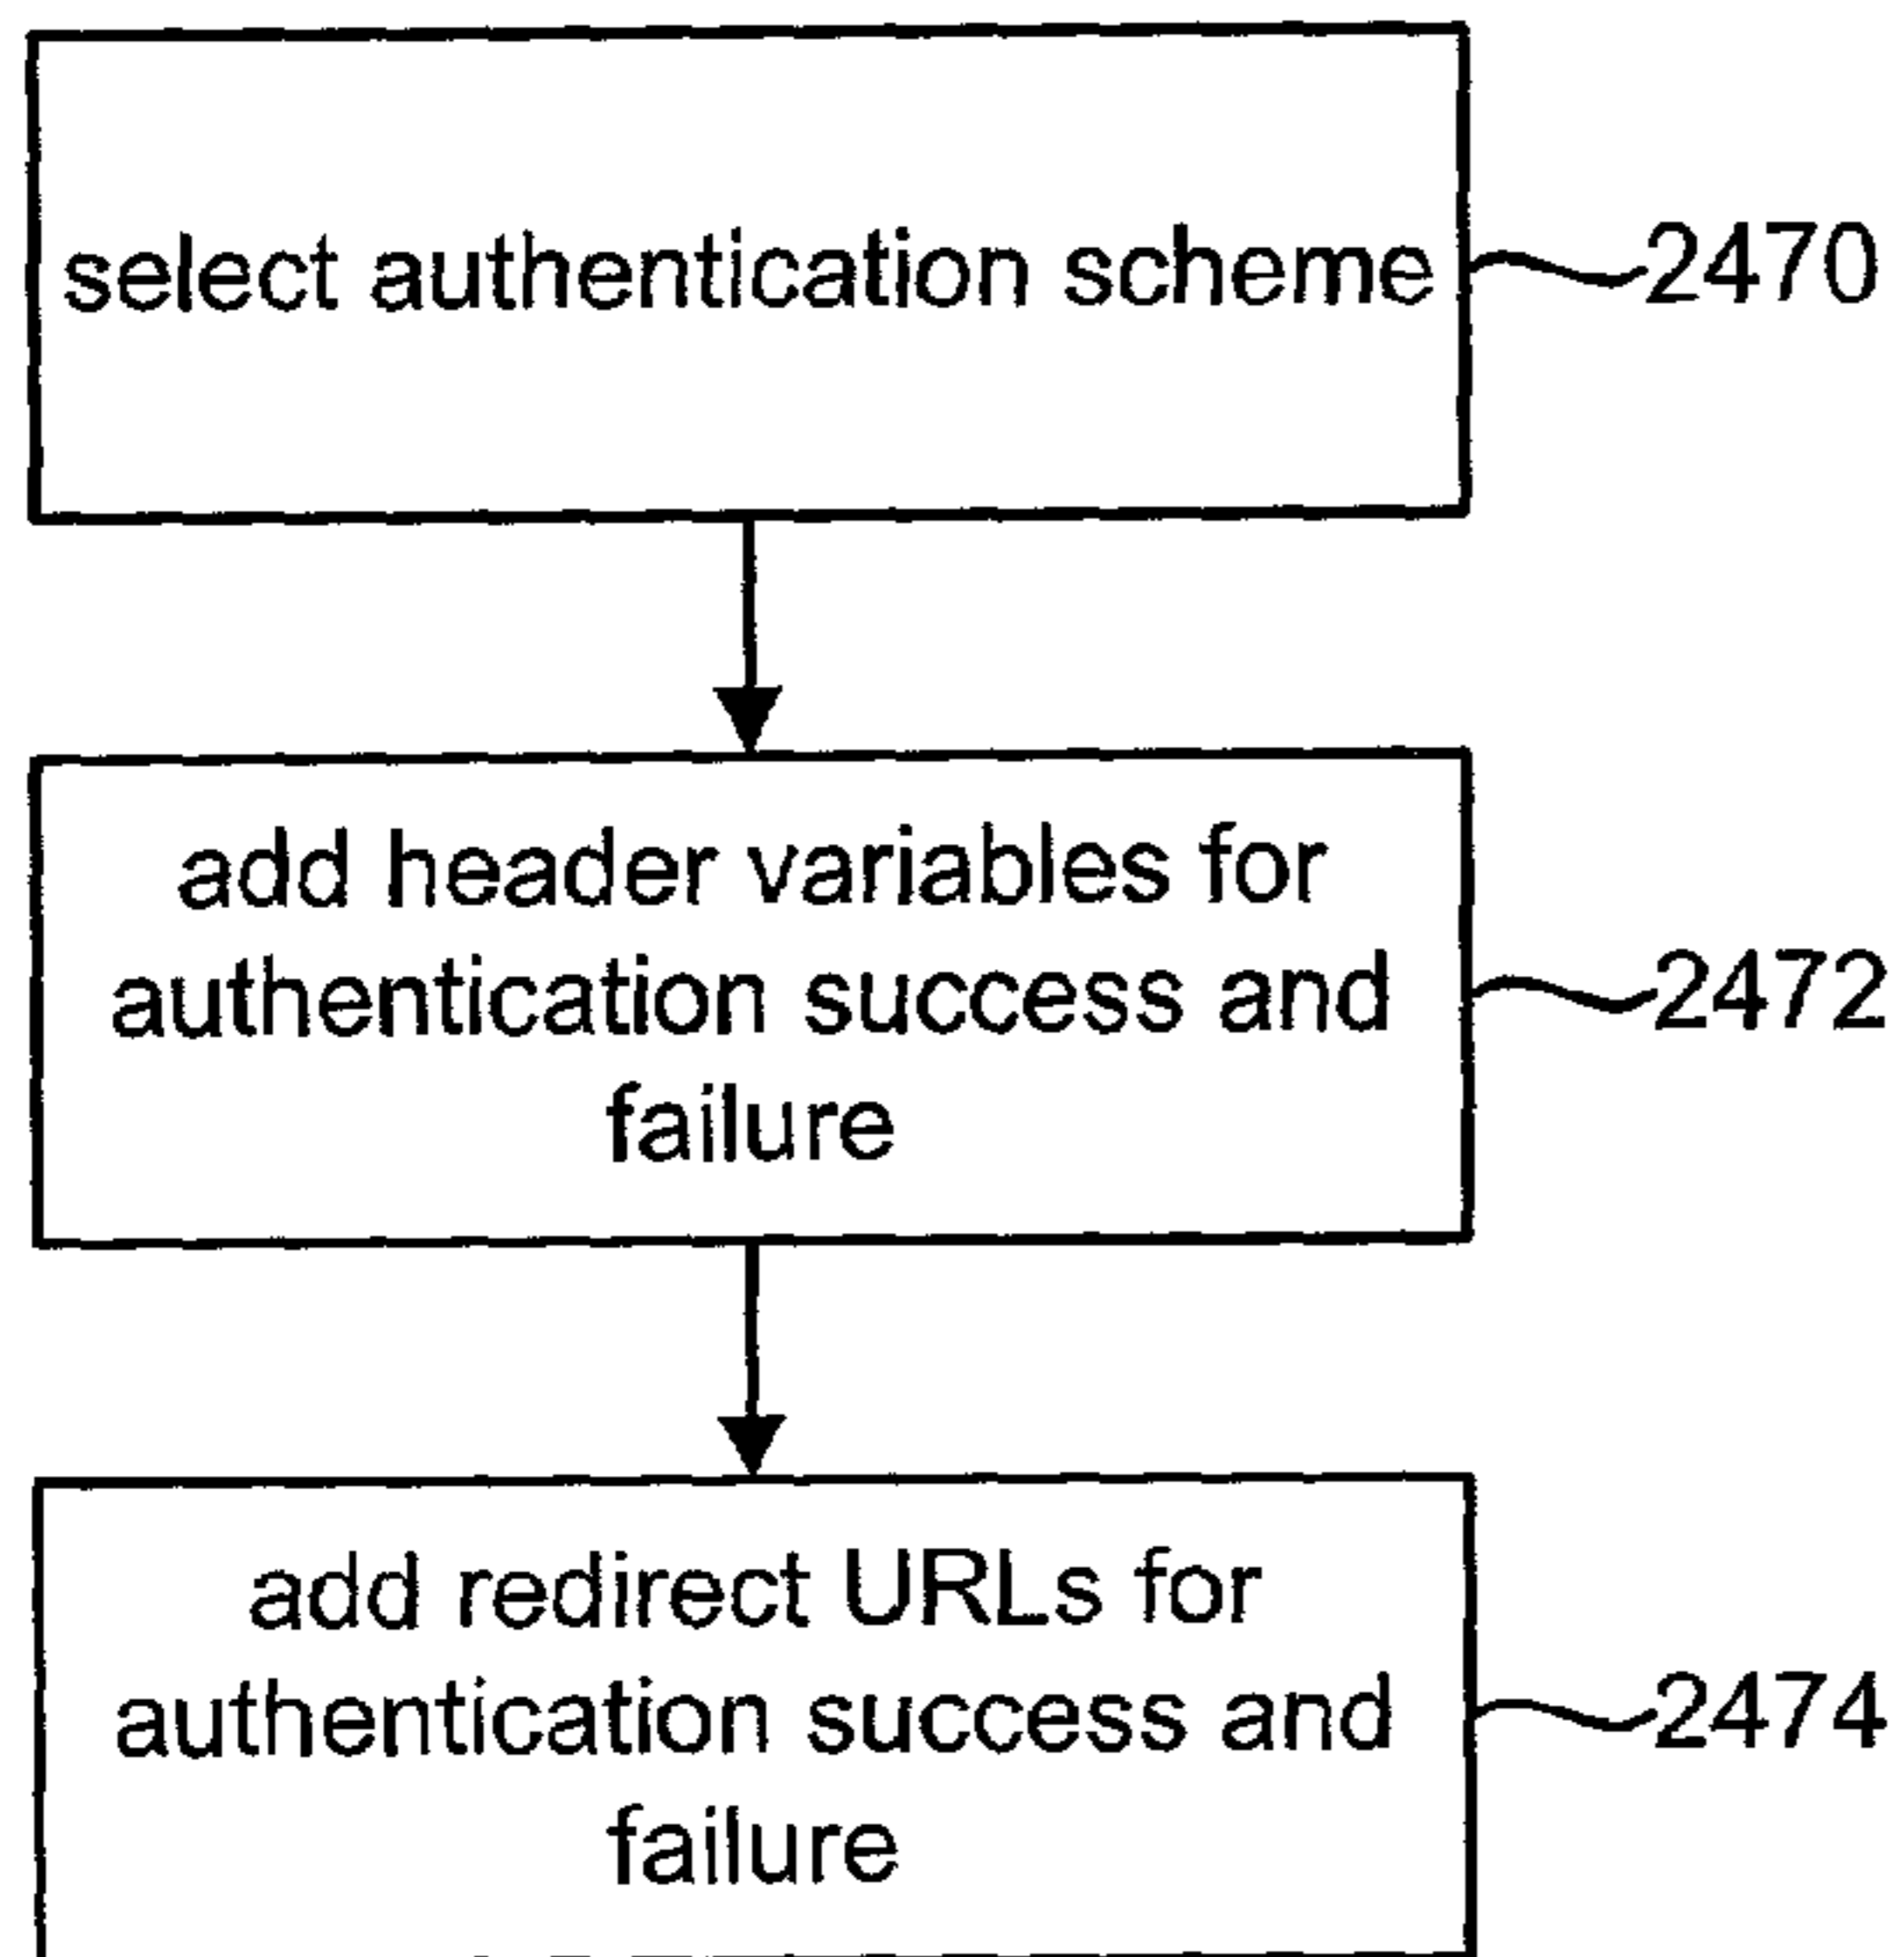 select authentication scheme
2470
add header variables for
authentication success and
failure
2472
add redirect URLs for
authentication success and
failure
2474